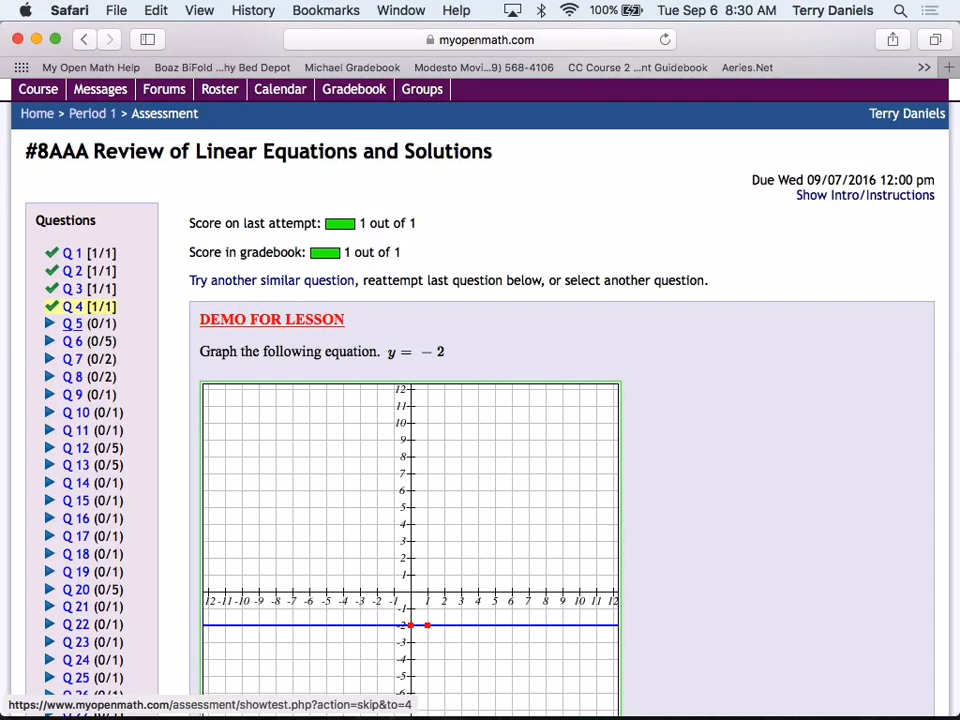 Safari File Edit View History Bookmarks Window Help 100% Tue Sep 6 8:30 AM Terry Daniels
myopenmath.com
My Open Math Help Boaz BiFold ...hy Bed Depot Michael Gradebook Modesto Movi...9) 568-4106 CC Course 2 ...nt Guidebook Aeries.Net >> +
Course Messages Forums Roster Calendar Gradebook Groups
Home > Period 1 > Assessment Terry Daniels
#8AAA Review of Linear Equations and Solutions
Due Wed 09/07/2016 12:00 pm
Show Intro/Instructions
Questions
Score on last attempt: 1 out of 1
Score in gradebook: 1 out of 1
Try another similar question, reattempt last question below, or select another question.
Q 1 [1/1]
Q 2 [1/1]
Q 3 [1/1]
Q 4 [1/1]
Q 5 (0/1)
Q 6 (0/5)
Q 7 (0/2)
Q 8 (0/2)
Q 9 (0/1)
Q 10 (0/1)
Q 11 (0/1)
Q 12 (0/5)
Q 13 (0/5)
Q 14 (0/1)
Q 15 (0/1)
Q 16 (0/1)
Q 17 (0/1)
Q 18 (0/1)
Q 19 (0/1)
Q 20 (0/5)
Q 21 (0/1)
Q 22 (0/1)
Q 23 (0/1)
Q 24 (0/1)
Q 25 (0/1)
DEMO FOR LESSON
Graph the following equation. y = − 2
12
11
10
9
8
7
6
5
4
3
2
1
12 -11 -10 -9 -8 -7 -6 -5 -4 -3 -2 -1 1 2 3 4 5 6 7 8 9 10 11 12
-1
-2
-3
-4
-5
-6
https://www.myopenmath.com/assessment/showtest.php?action=skip&to=4